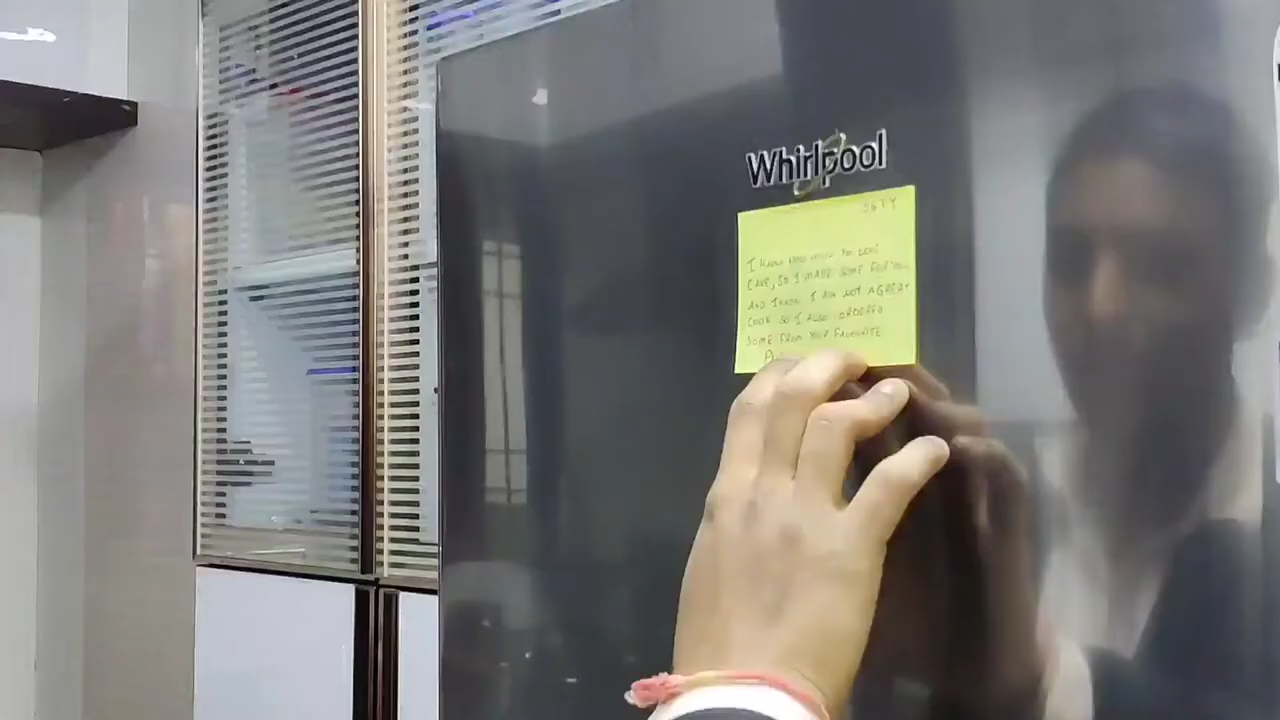 Whirlpool
I KNOW HOW MUCH YOU LOVE
CAKE, SO I MADE SOME FOR YOU
AND I KNOW I AM NOT A GREAT
COOK SO I ALSO ORDERED
SOME FROM YOUR FAVOURITE